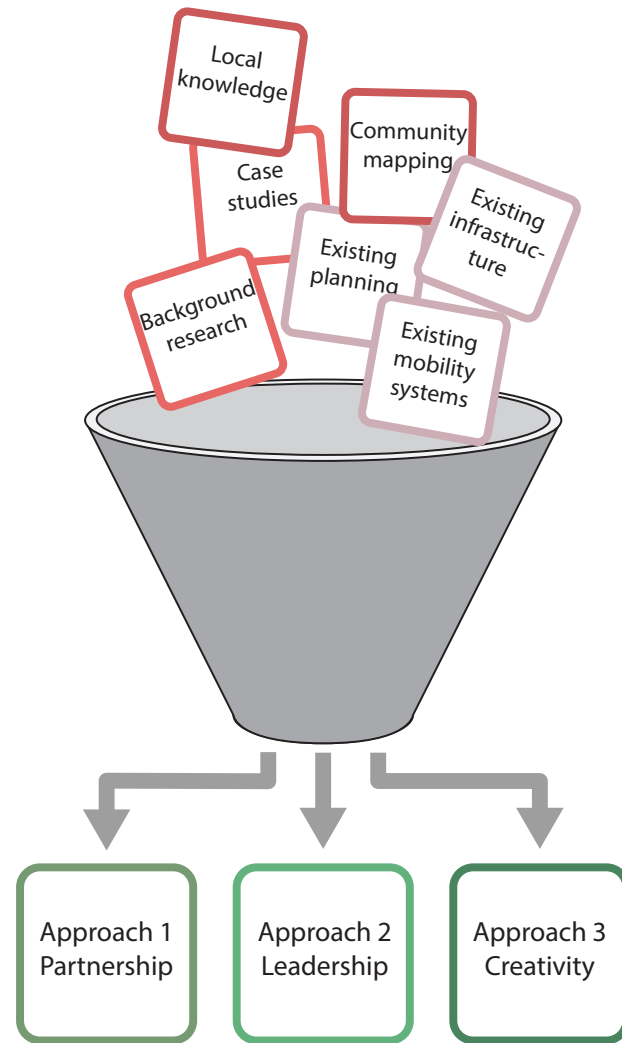 Local
knowledge
Community
mapping
Case
studies
Existing
infrastruc-
ture
Existing
planning
Background
research
Existing
mobility
systems
Approach 1
Partnership
Approach 2
Leadership
Approach 3
Creativity